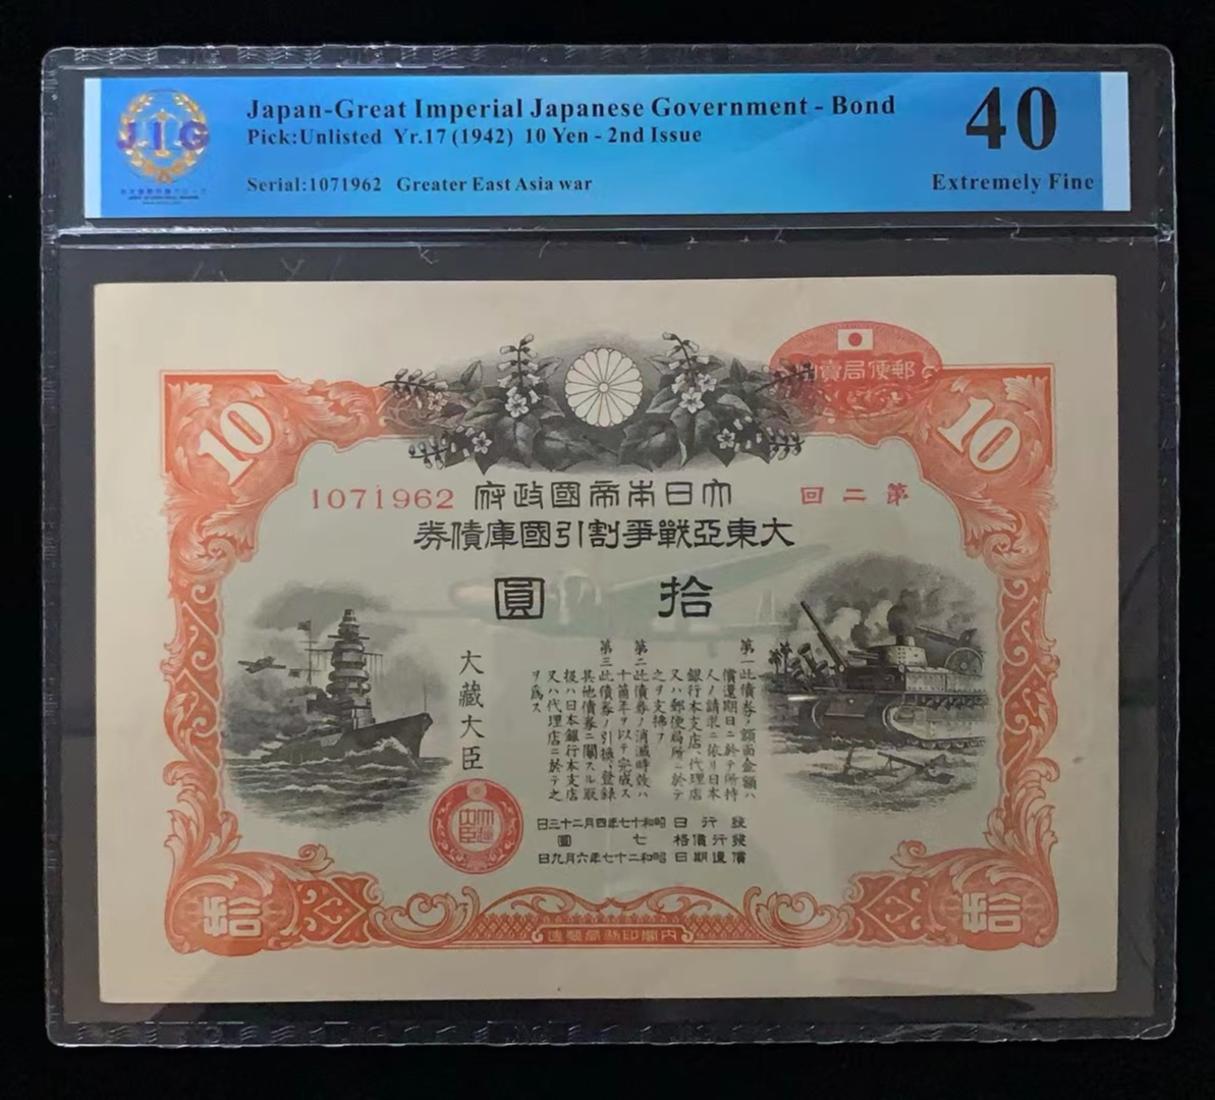 JIG
Japan-Great Imperial Japanese Government - Bond
Pick:Unlisted Yr.17 (1942) 10 Yen - 2nd Issue
Serial:1071962 Greater East Asia war
40
Extremely Fine
郵便局賣出
10
10
第二回
大日本帝國政府
1071962
大東亞戰爭割引國庫債券
拾圓
第一 此債券ノ額面金額ハ
償還期日ニ於テ所持
人ノ請求ニ依リ日本
銀行本支店、代理店
又ハ郵便局所ニ於テ
之ヲ支拂フ
第二 此債券ノ消滅時效ハ
十箇年ヲ以テ完成ス
第三 此債券ノ引換、登錄
其他債券ニ關スル取
扱ハ日本銀行本支店
又ハ代理店ニ於テ之
ヲ爲ス
大藏大臣
大藏大臣
發行日 昭和十七年四月二十三日
發行價格 七圓
償還期日 昭和二十七年六月九日
拾
拾
內閣印刷局製造